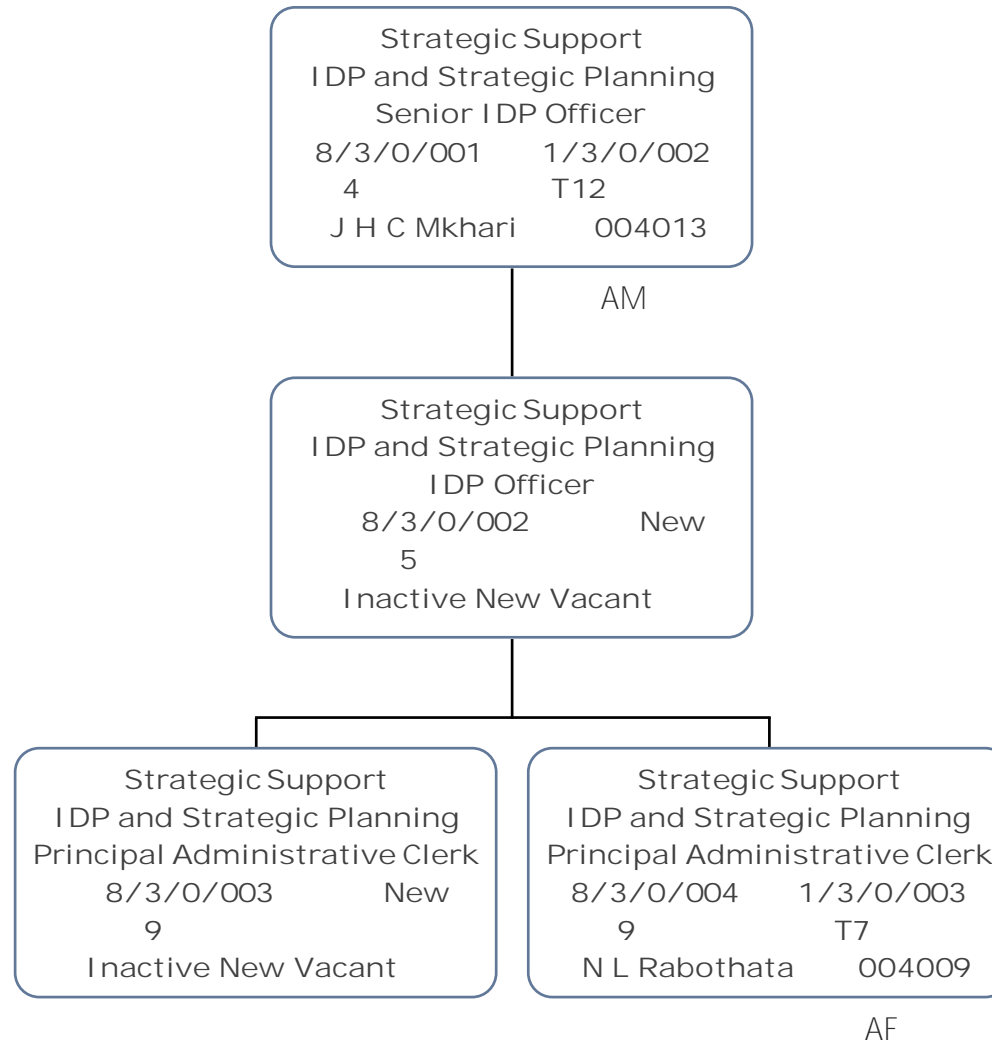 Strategic Support
IDP and Strategic Planning
Senior IDP Officer
8/3/0/001 1/3/0/002
4 T12
J H C Mkhari 004013
AM
Strategic Support
IDP and Strategic Planning
IDP Officer
8/3/0/002 New
5
Inactive New Vacant
Strategic Support
IDP and Strategic Planning
Principal Administrative Clerk
8/3/0/003 New
9
Inactive New Vacant
Strategic Support
IDP and Strategic Planning
Principal Administrative Clerk
8/3/0/004 1/3/0/003
9 T7
N L Rabothata 004009
AF